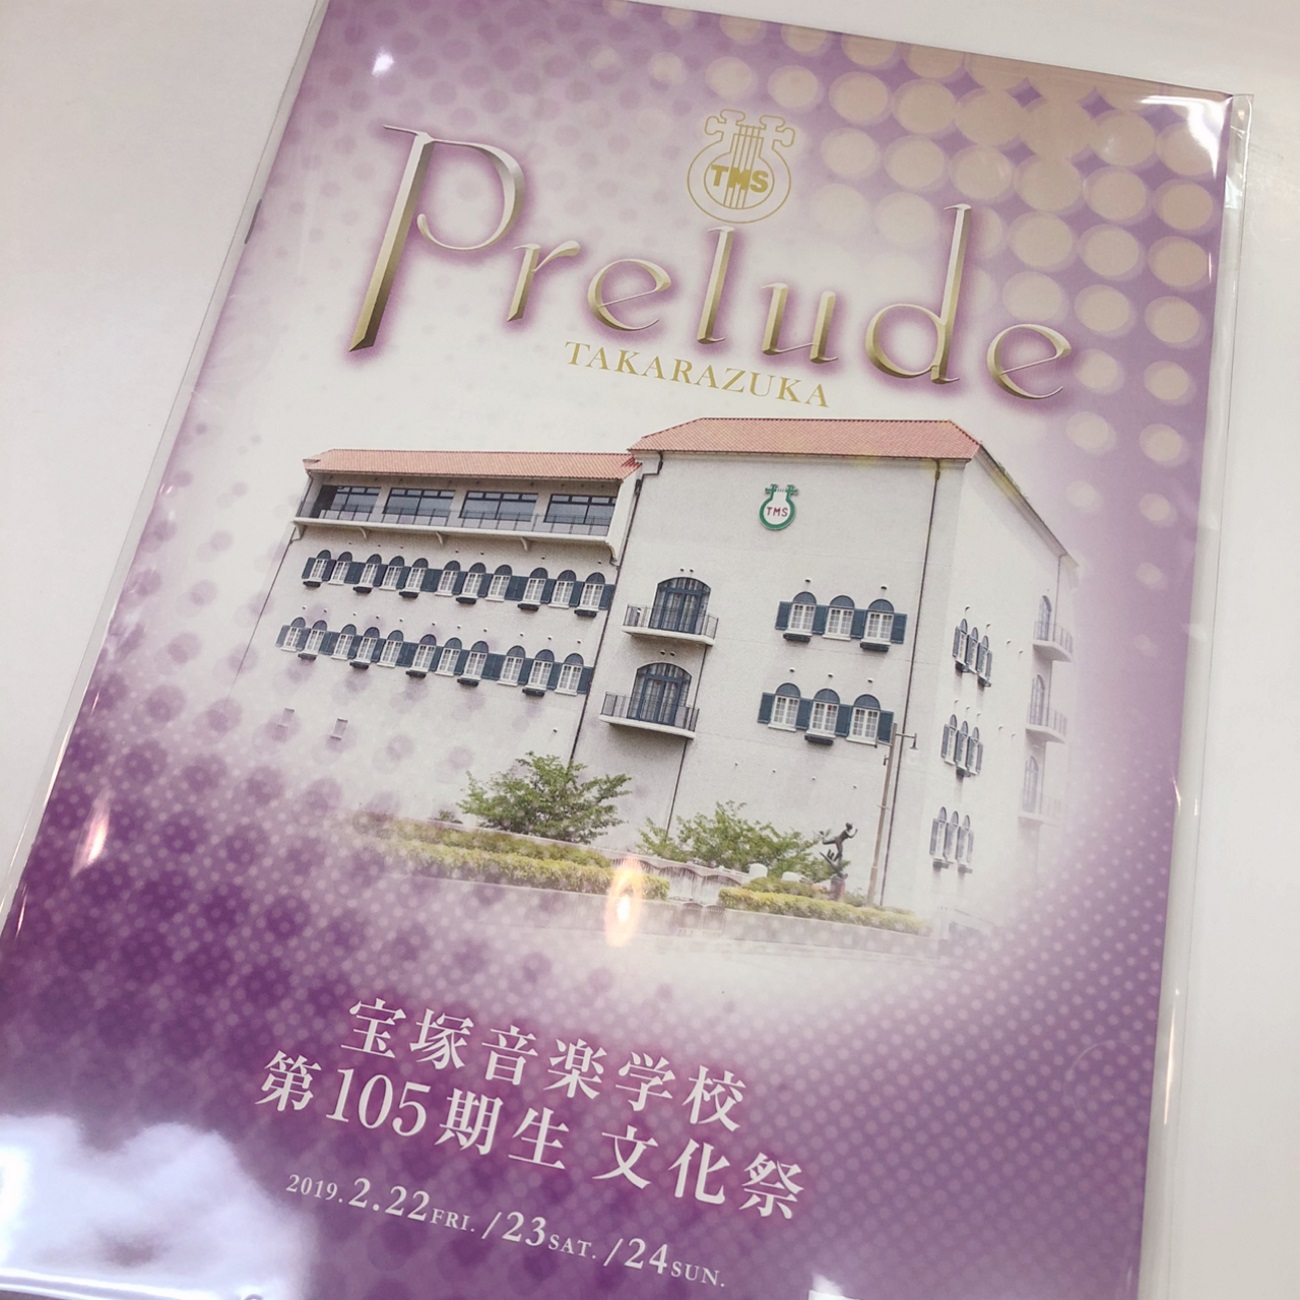 TMS
Prelude
TAKARAZUKA
TMS
宝塚音楽学校
第105期生 文化祭
2019.2.22FRI./23SAT./24SUN.